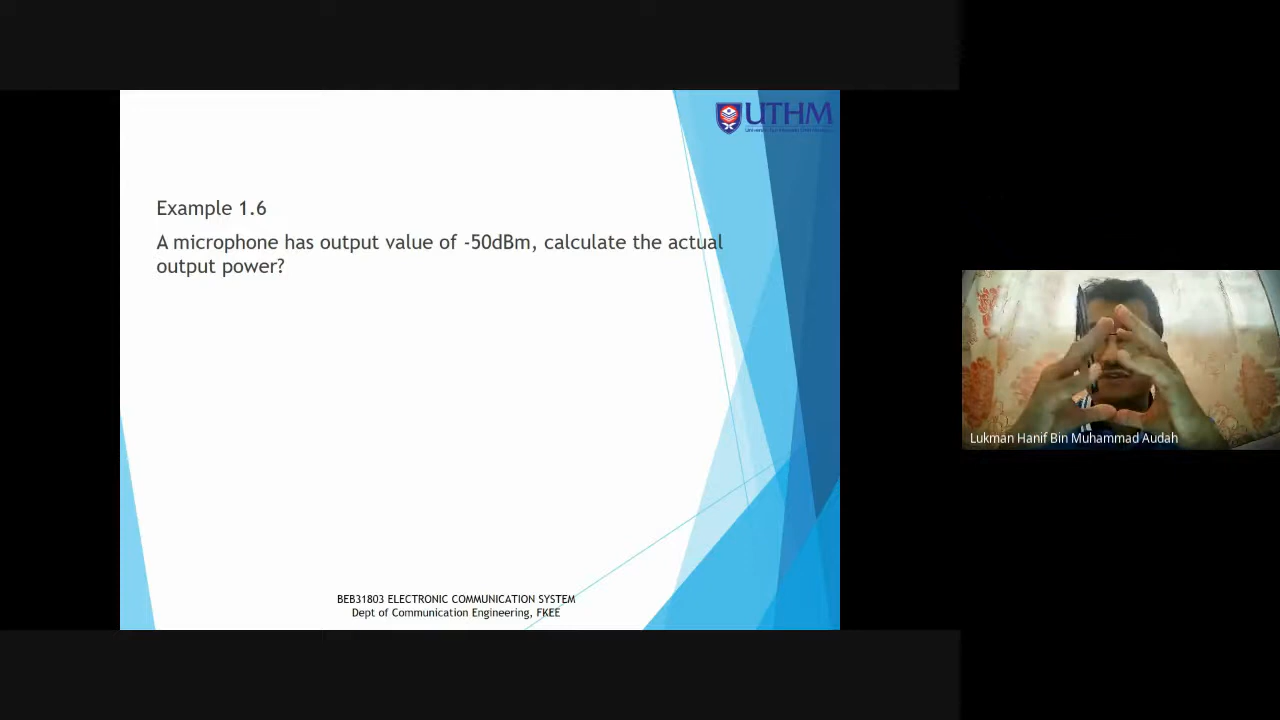 UTHM
Example 1.6
A microphone has output value of -50dBm, calculate the actual
output power?
Lukman Hanif Bin Muhammad Audah
BEB31803 ELECTRONIC COMMUNICATION SYSTEM
Dept of Communication Engineering, FKEE